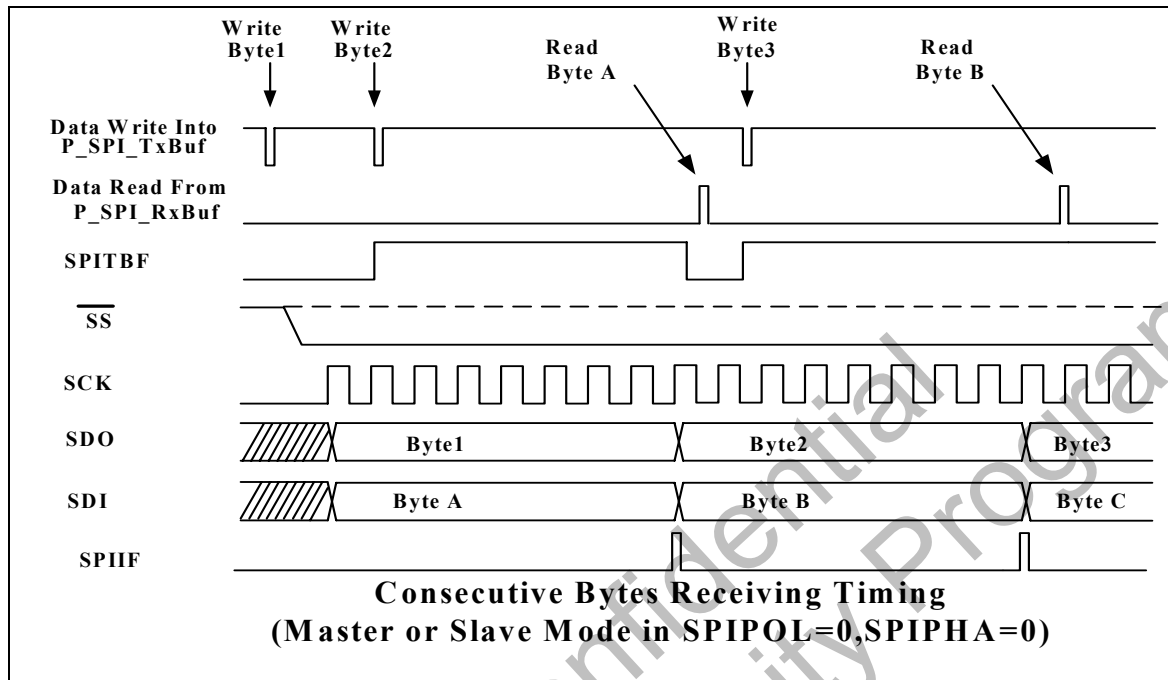 Write Byte1
Write Byte2
Read Byte A
Write Byte3
Read Byte B
Data Write Into
P_SPI_TxBuf
Data Read From
P_SPI_RxBuf
SPITBF
SS
SCK
SDO
Byte1
Byte2
Byte3
SDI
Byte A
Byte B
Byte C
SPIIF
Consecutive Bytes Receiving Timing
(Master or Slave Mode in SPIPOL=0,SPIPHA=0)